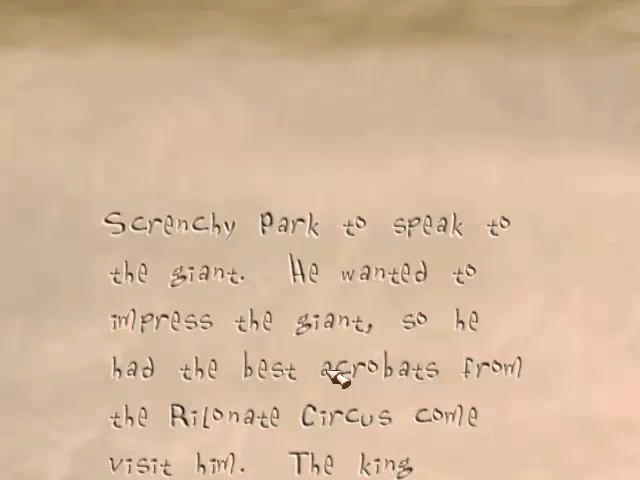 Screnchy Park to speak to
the giant. He wanted to
impress the giant, so he
had the best acrobats from
the Rilonate Circus come
visit him. The king